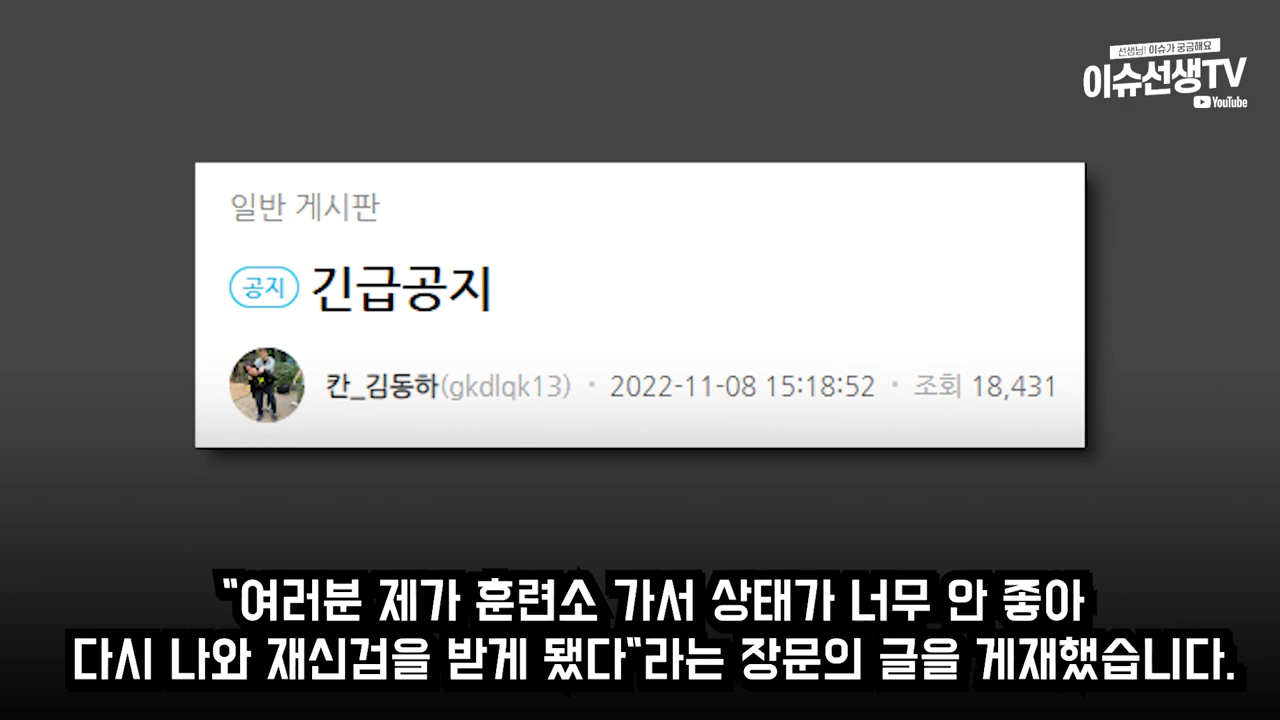 선생님! 이슈가 궁금해요
이슈선생TV
YouTube
일반 게시판
공지 긴급공지
칸_김동하(gkdlqk13) • 2022-11-08 15:18:52 • 조회 18,431
"여러분 제가 훈련소 가서 상태가 너무 안 좋아
다시 나와 재신검을 받게 됐다"라는 장문의 글을 게재했습니다.